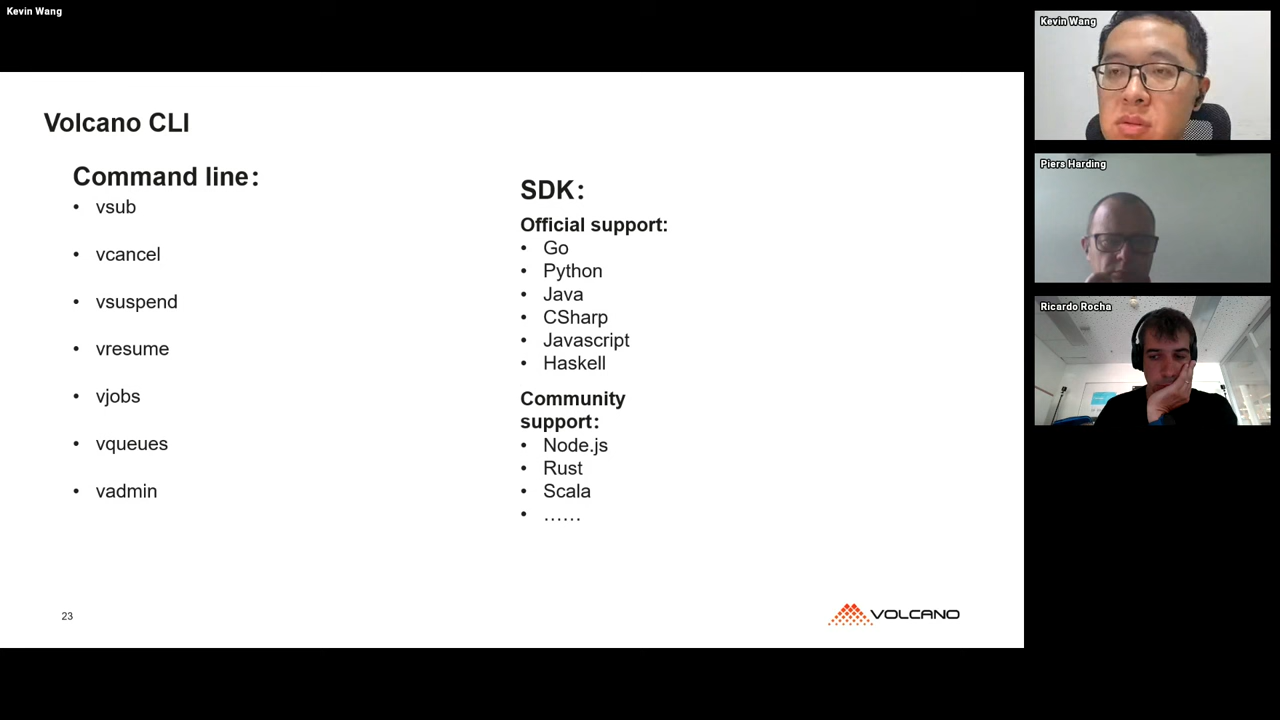 Kevin Wang
Volcano CLI
Command line:
• vsub
• vcancel
• vsuspend
• vresume
• vjobs
• vqueues
• vadmin
SDK:
Official support:
• Go
• Python
• Java
• CSharp
• Javascript
• Haskell
Community
support:
• Node.js
• Rust
• Scala
• ……
23
VOLCANO
Kevin Wang
Piers Harding
Ricardo Rocha